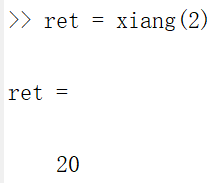 >> ret = xiang(2)
ret =
20